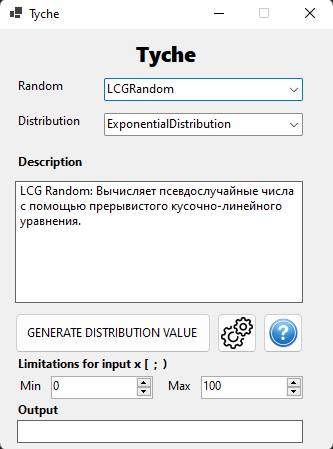 Tyche
Tyche
Random
LCGRandom
Distribution
ExponentialDistribution
Description
LCG Random: Вычисляет псевдослучайные числа
с помощью прерывистого кусочно-линейного
уравнения.
GENERATE DISTRIBUTION VALUE
?
Limitations for input x [ ; )
Min 0 Max 100
Output